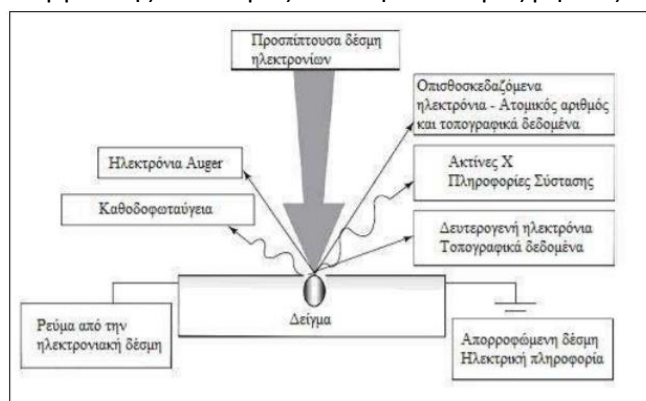 Προσπίπτουσα δέσμη
ηλεκτρονίων
Οπισθοσκεδαζόμενα
ηλεκτρόνια - Ατομικός αριθμός
και τοπογραφικά δεδομένα
Ηλεκτρόνια Auger
Ακτίνες Χ
Πληροφορίες Σύστασης
Καθοδοφωταύγεια
Δευτερογενή ηλεκτρόνια
Τοπογραφικά δεδομένα
Δείγμα
Ρεύμα από την
ηλεκτρονιακή δέσμη
Απορροφώμενη δέσμη
Ηλεκτρική πληροφορία